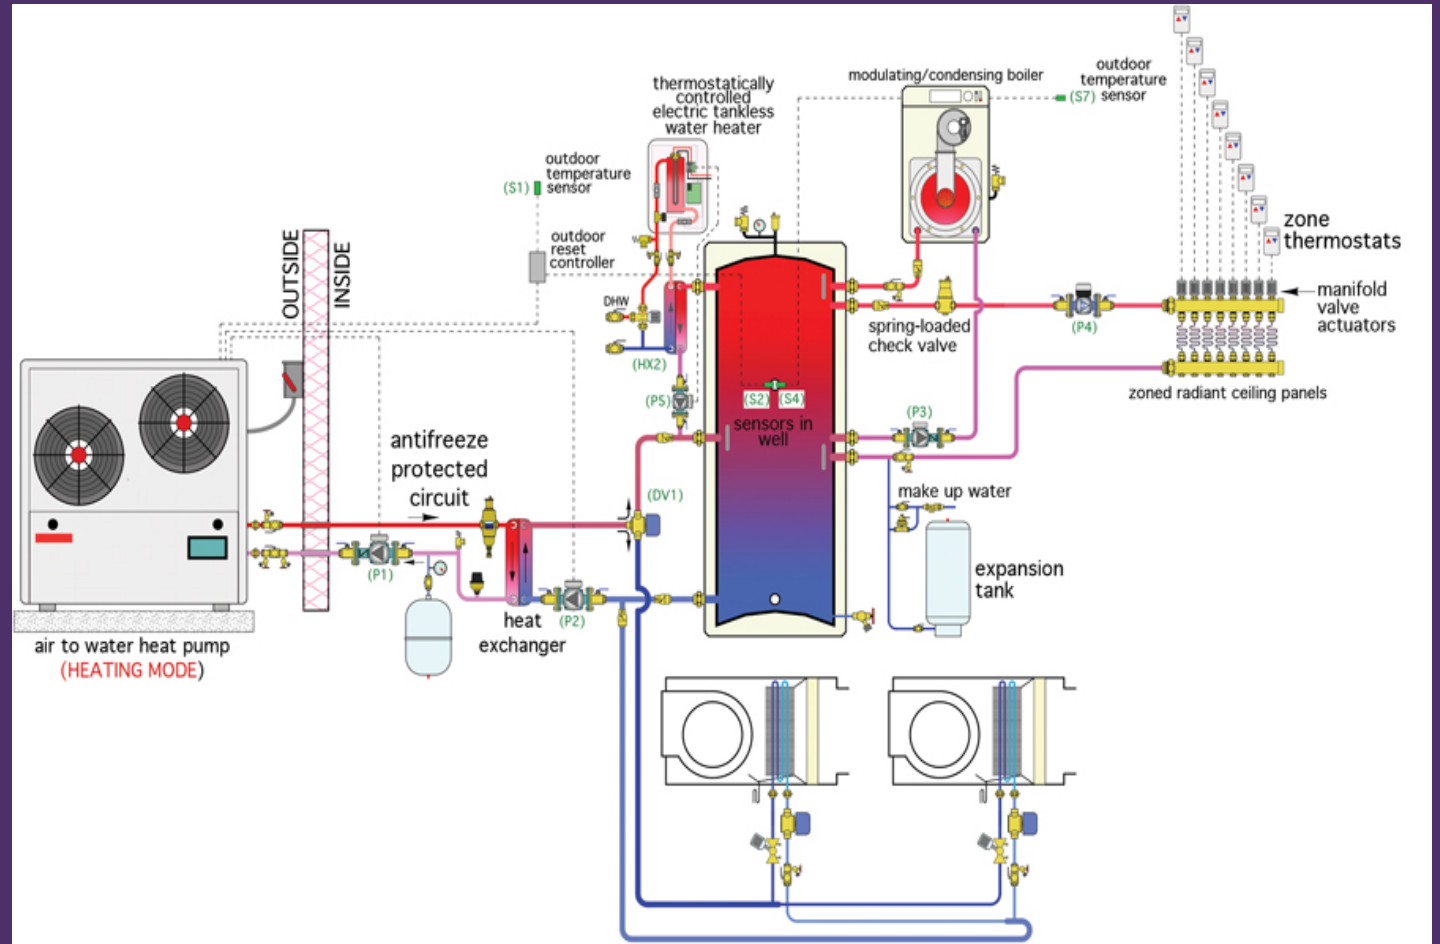 thermostatically
controlled
electric tankless
water heater
modulating/condensing boiler
outdoor
temperature
(S7) sensor
outdoor
temperature
(S1) sensor
outdoor
reset
controller
OUTSIDE
INSIDE
zone
thermostats
DHW
manifold
valve
actuators
(P4)
spring-loaded
check valve
(HX2)
zoned radiant ceiling panels
(P5)
(S2) (S4)
sensors in
well
(P3)
antifreeze
protected
circuit
(DV1)
make up water
(P1)
expansion
tank
heat
exchanger
(P2)
air to water heat pump
(HEATING MODE)